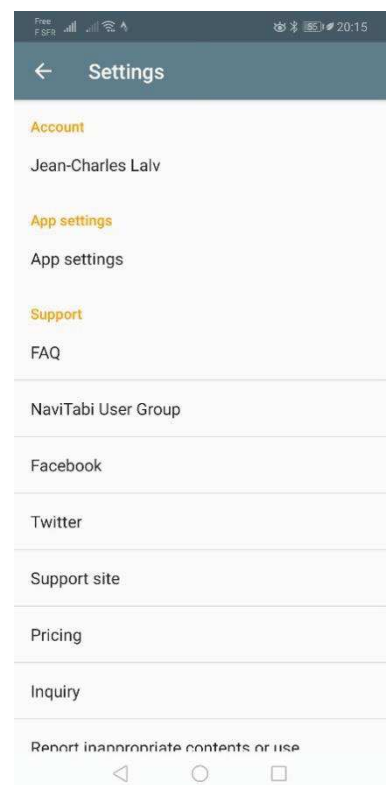 Free
F SFR
85
20:15
Settings
Account
Jean-Charles Lalv
App settings
App settings
Support
FAQ
NaviTabi User Group
Facebook
Twitter
Support site
Pricing
Inquiry
Report inappropriate contents or use